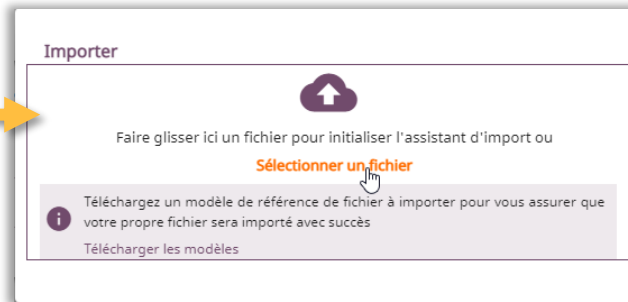 Importer
Faire glisser ici un fichier pour initialiser l'assistant d'import ou
Sélectionner un fichier
Téléchargez un modèle de référence de fichier à importer pour vous assurer que
votre propre fichier sera importé avec succès
Télécharger les modèles